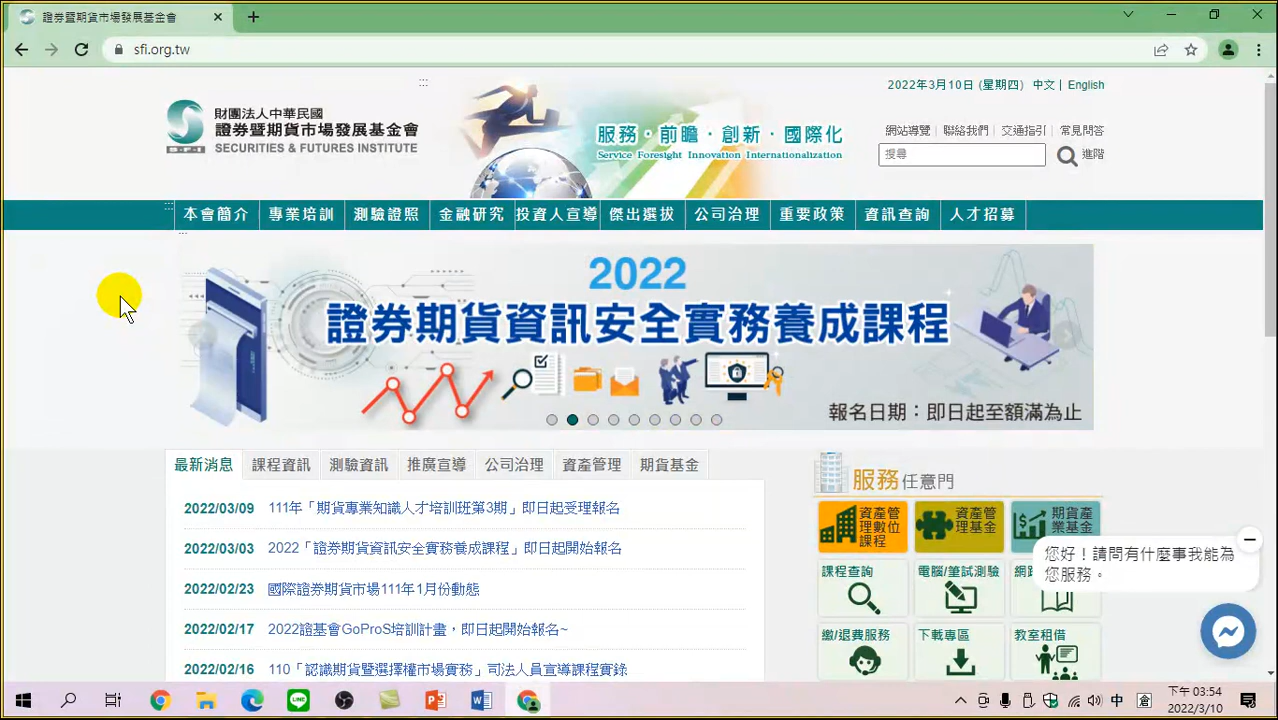 證券暨期貨市場發展基金會
sfi.org.tw
2022年3月10日 (星期四) 中文 | English
財團法人中華民國
證券暨期貨市場發展基金會
SECURITIES & FUTURES INSTITUTE
S·F·I
服務·前瞻·創新·國際化
Service Foresight Innovation Internationalization
網站導覽 聯絡我們 交通指引 常見問答
搜尋 進階
本會簡介 專業培訓 測驗證照 金融研究 投資人宣導 傑出選拔 公司治理 重要政策 資訊查詢 人才招募
2022
證券期貨資訊安全實務養成課程
報名日期：即日起至額滿為止
最新消息 課程資訊 測驗資訊 推廣宣導 公司治理 資產管理 期貨基金
2022/03/09 111年「期貨專業知識人才培訓班第3期」即日起受理報名
2022/03/03 2022「證券期貨資訊安全實務養成課程」即日起開始報名
2022/02/23 國際證券期貨市場111年1月份動態
2022/02/17 2022證基會GoProS培訓計畫，即日起開始報名~
2022/02/16 110「認識期貨暨選擇權市場實務」司法人員宣導課程實錄
服務任意門
資產管理數位課程
資產管理基金
期貨產業基金
課程查詢 電腦/筆試測驗 網
繳/退費服務 下載專區 教室租借
您好！請問有什麼事我能為
您服務。
中 倉
下午 03:54
2022/3/10